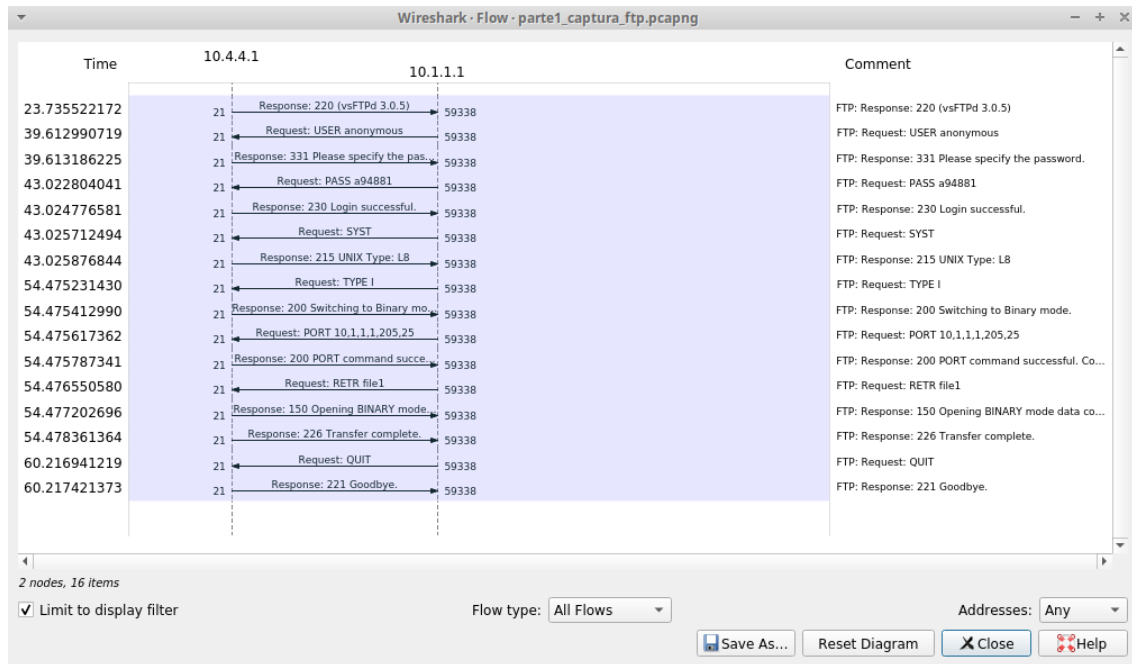 Wireshark · Flow · parte1_captura_ftp.pcapng
Time 10.4.4.1 10.1.1.1 Comment
23.735522172 21 Response: 220 (vsFTPd 3.0.5) 59338 FTP: Response: 220 (vsFTPd 3.0.5)
39.612990719 21 Request: USER anonymous 59338 FTP: Request: USER anonymous
39.613186225 21 Response: 331 Please specify the pas... 59338 FTP: Response: 331 Please specify the password.
43.022804041 21 Request: PASS a94881 59338 FTP: Request: PASS a94881
43.024776581 21 Response: 230 Login successful. 59338 FTP: Response: 230 Login successful.
43.025712494 21 Request: SYST 59338 FTP: Request: SYST
43.025876844 21 Response: 215 UNIX Type: L8 59338 FTP: Response: 215 UNIX Type: L8
54.475231430 21 Request: TYPE I 59338 FTP: Request: TYPE I
54.475412990 21 Response: 200 Switching to Binary mo... 59338 FTP: Response: 200 Switching to Binary mode.
54.475617362 21 Request: PORT 10,1,1,1,205,25 59338 FTP: Request: PORT 10,1,1,1,205,25
54.475787341 21 Response: 200 PORT command succe... 59338 FTP: Response: 200 PORT command successful. Co...
54.476550580 21 Request: RETR file1 59338 FTP: Request: RETR file1
54.477202696 21 Response: 150 Opening BINARY mode... 59338 FTP: Response: 150 Opening BINARY mode data co...
54.478361364 21 Response: 226 Transfer complete. 59338 FTP: Response: 226 Transfer complete.
60.216941219 21 Request: QUIT 59338 FTP: Request: QUIT
60.217421373 21 Response: 221 Goodbye. 59338 FTP: Response: 221 Goodbye.
2 nodes, 16 items
Limit to display filter Flow type: All Flows Addresses: Any
Save As... Reset Diagram Close Help